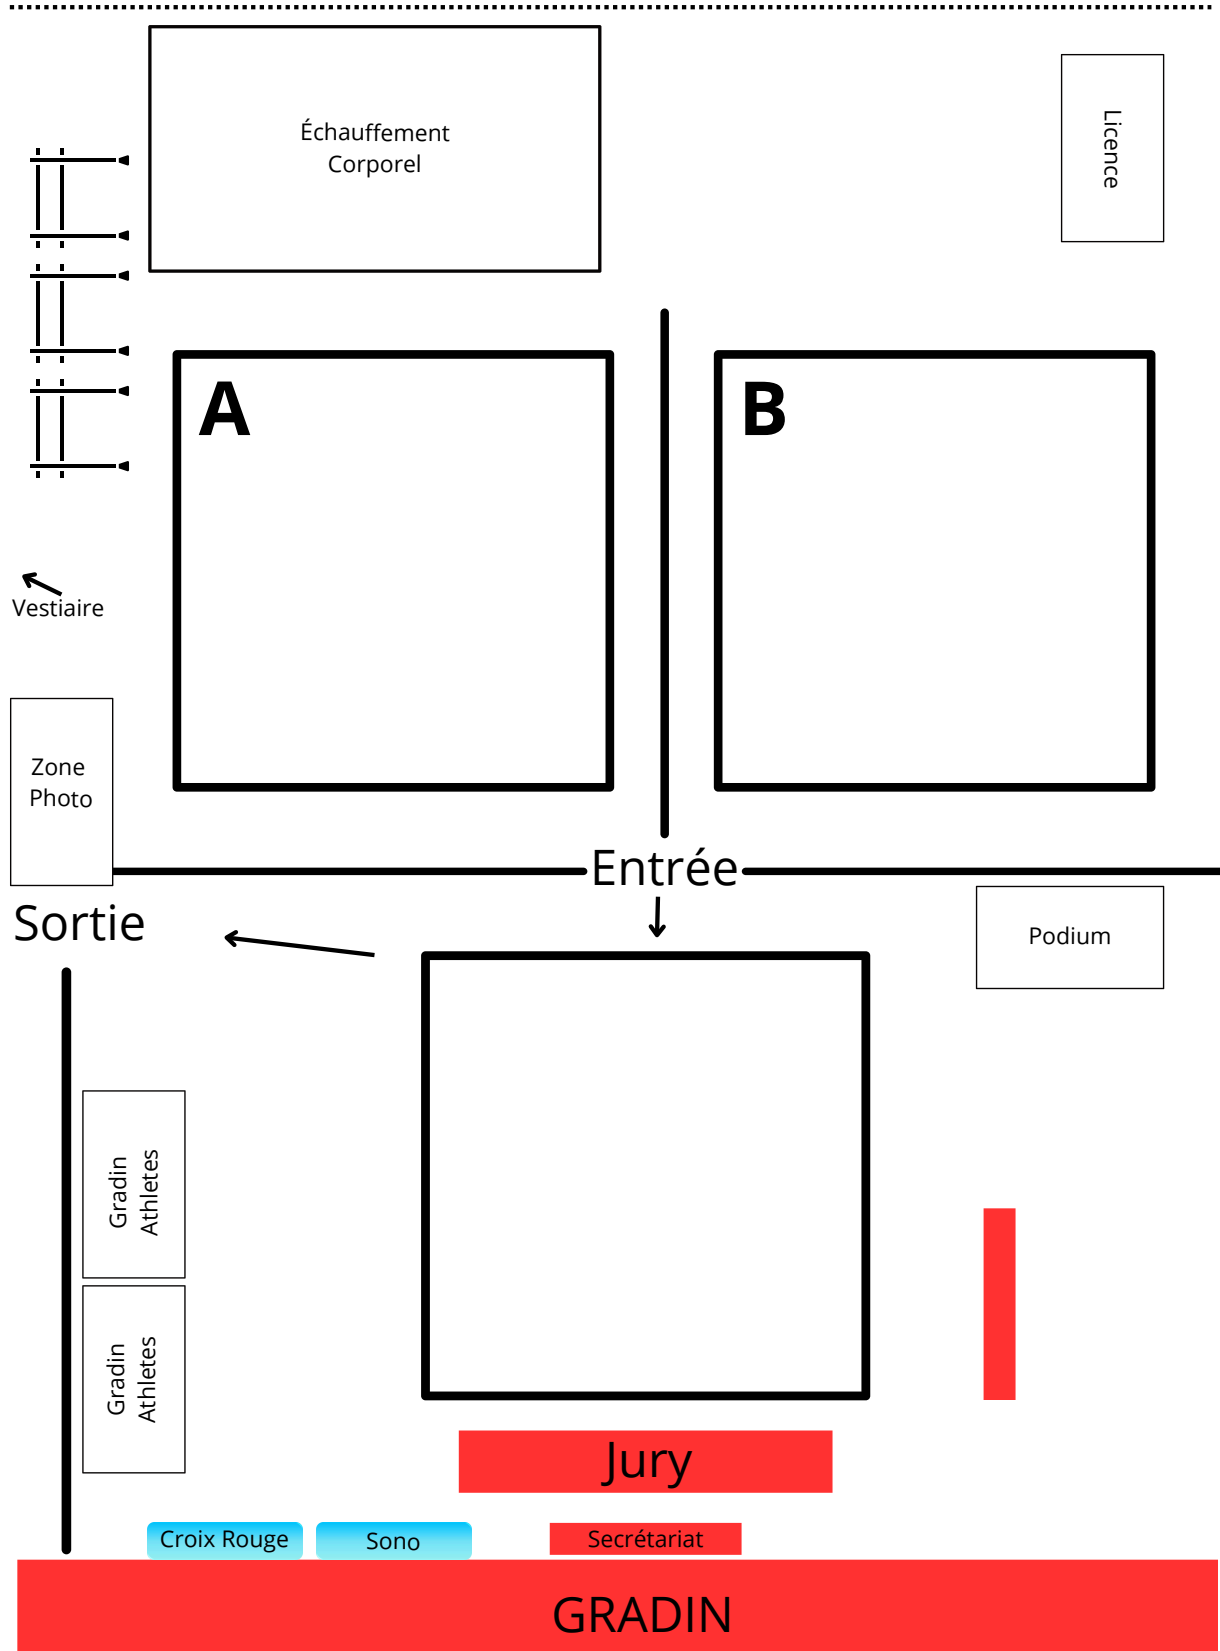 Échauffement
Corporel
Licence
A
B
Vestiaire
Zone
Photo
Entrée
Sortie
Podium
Gradin
Athletes
Gradin
Athletes
Jury
Croix Rouge
Sono
Secrétariat
GRADIN